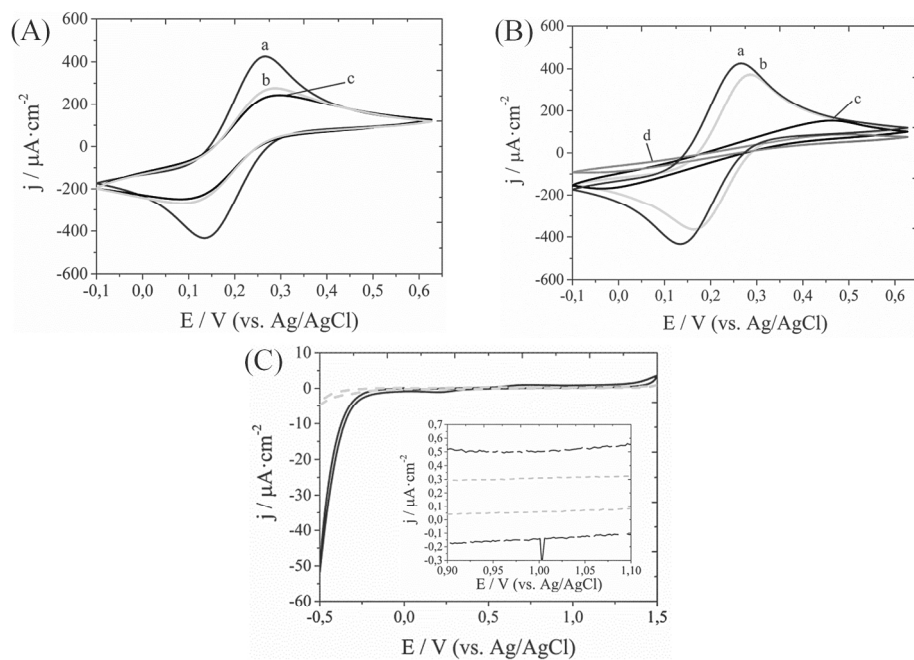 (A)
600
400
200
0
-200
-400
-600
j / μA·cm⁻²
a
b
c
-0,1 0,0 0,1 0,2 0,3 0,4 0,5 0,6
E / V (vs. Ag/AgCl)
(B)
600
400
200
0
-200
-400
-600
j / μA·cm⁻²
a
b
c
d
-0,1 0,0 0,1 0,2 0,3 0,4 0,5 0,6
E / V (vs. Ag/AgCl)
(C)
10
0
-10
-20
-30
-40
-50
-60
j / μA·cm⁻²
0,7
0,6
0,5
0,4
0,3
0,2
0,1
0,0
-0,1
-0,2
-0,3
j / μA·cm⁻²
0,90 0,95 1,00 1,05 1,10
E / V (vs. Ag/AgCl)
-0,5 0,0 0,5 1,0 1,5
E / V (vs. Ag/AgCl)